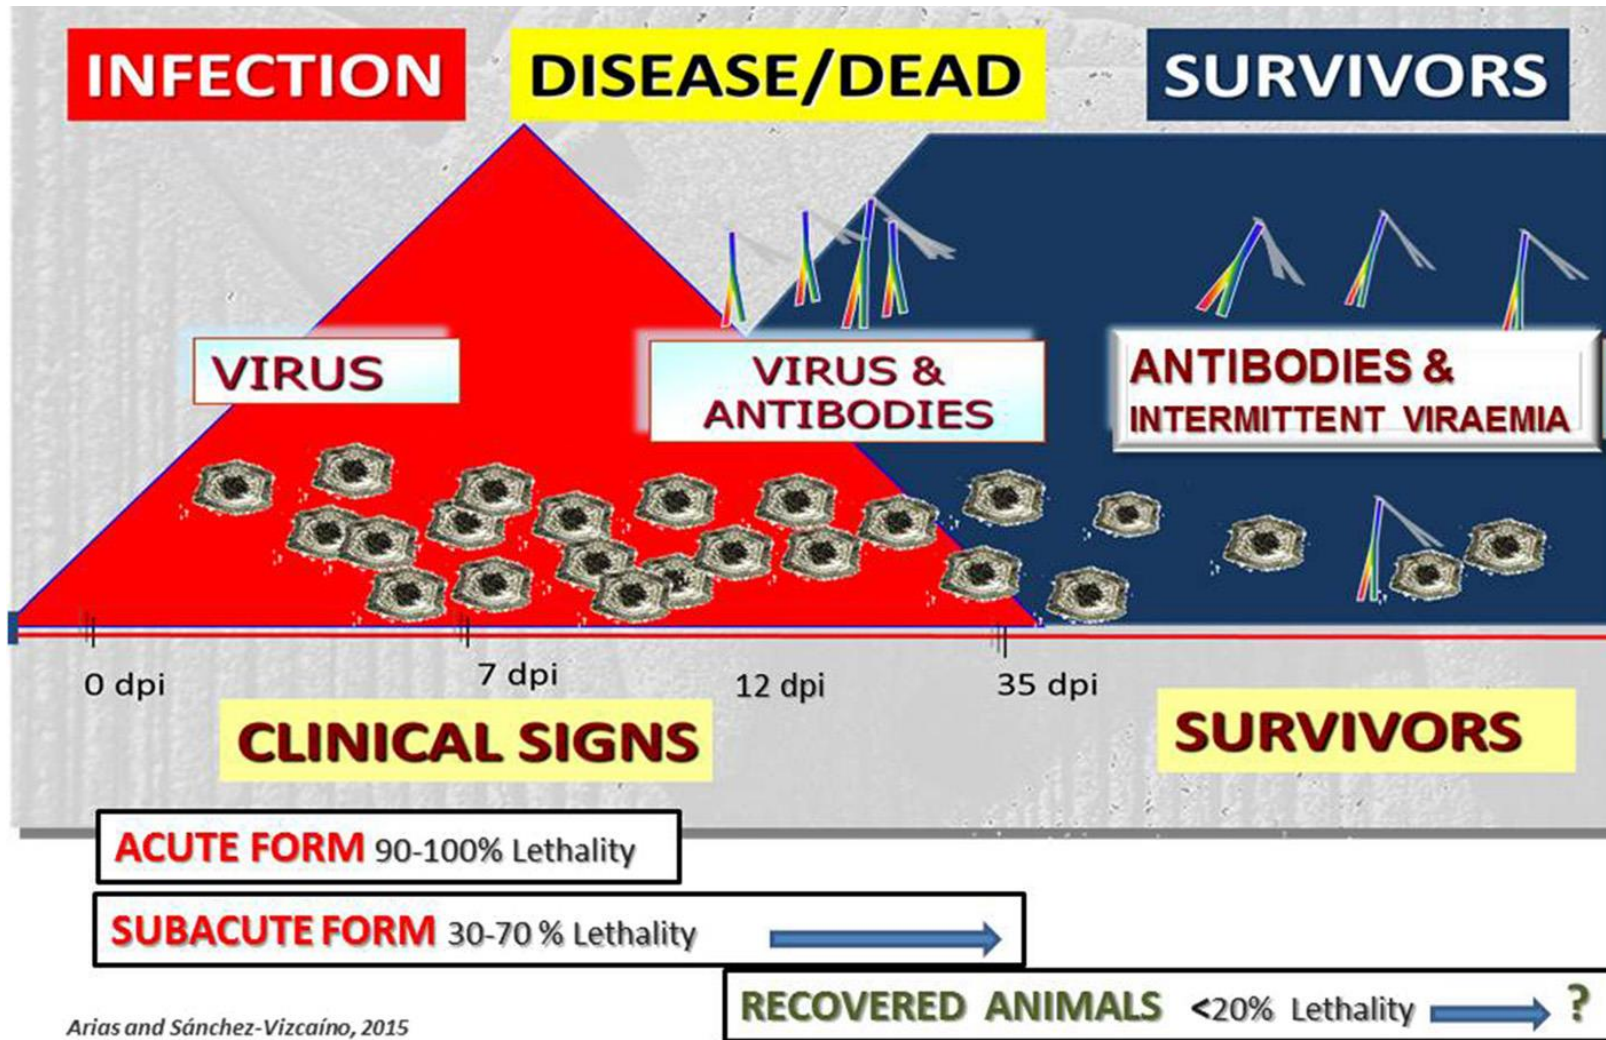 INFECTION
DISEASE/DEAD
SURVIVORS
VIRUS
VIRUS &
ANTIBODIES
ANTIBODIES &
INTERMITTENT VIRAEMIA
0 dpi
7 dpi
12 dpi
35 dpi
CLINICAL SIGNS
SURVIVORS
ACUTE FORM 90-100% Lethality
SUBACUTE FORM 30-70 % Lethality
RECOVERED ANIMALS <20% Lethality ?
Arias and Sánchez-Vizcaíno, 2015